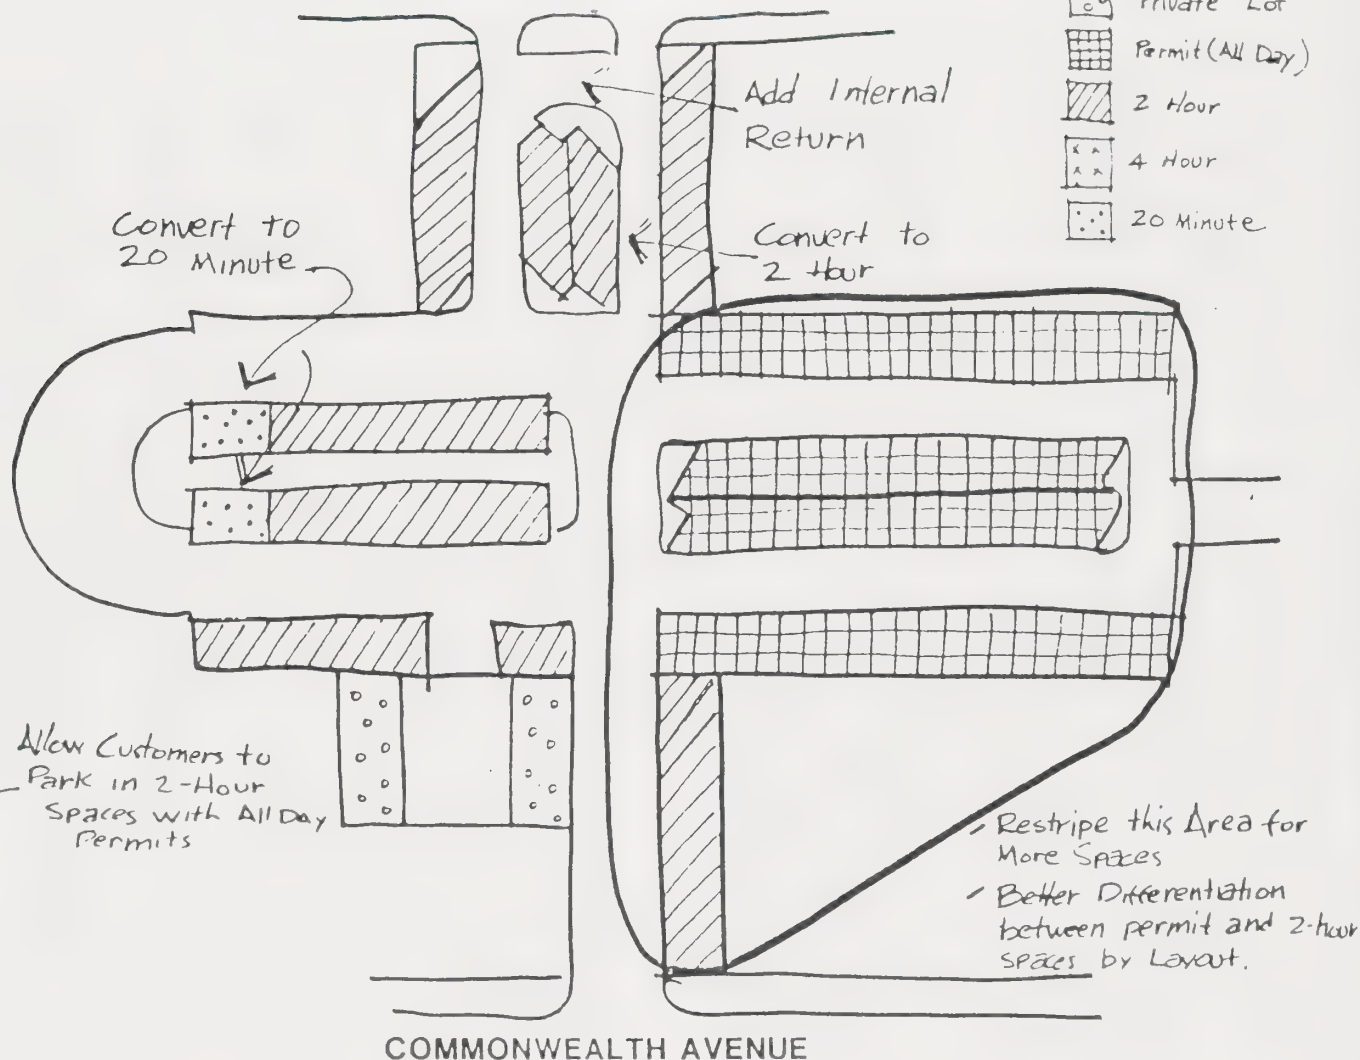 Private Lot
Permit (All Day)
2 Hour
4 Hour
20 Minute
Add Internal
Return
Convert to
20 Minute
Convert to
2 Hour
Allow Customers to
Park in 2-Hour
Spaces with All Day
Permits
Restripe this Area for
More Spaces
Better Differentiation
between permit and 2-hour
spaces by Layout.
COMMONWEALTH AVENUE